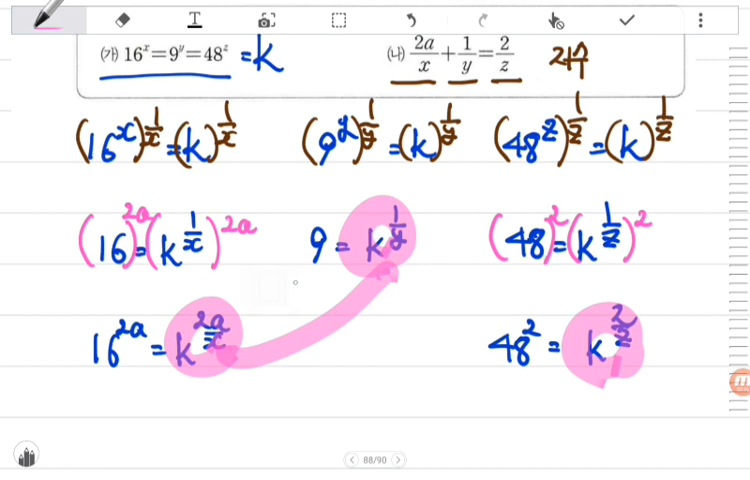 (가) 16^x=9^y=48^z =k (나) 2a/x+1/y=2/z
(16^x)^{1/x}=(k)^{1/x} (9^y)^{1/y}=(k)^{1/y} (48^z)^{1/z}=(k)^{1/z}
(16)^{2a}=(k^{1/x})^{2a} 9=k^{1/y} (48)^2=(k^{1/z})^2
16^{2a}=k^{2a/x} 48^2=k^{2/z}
88/90